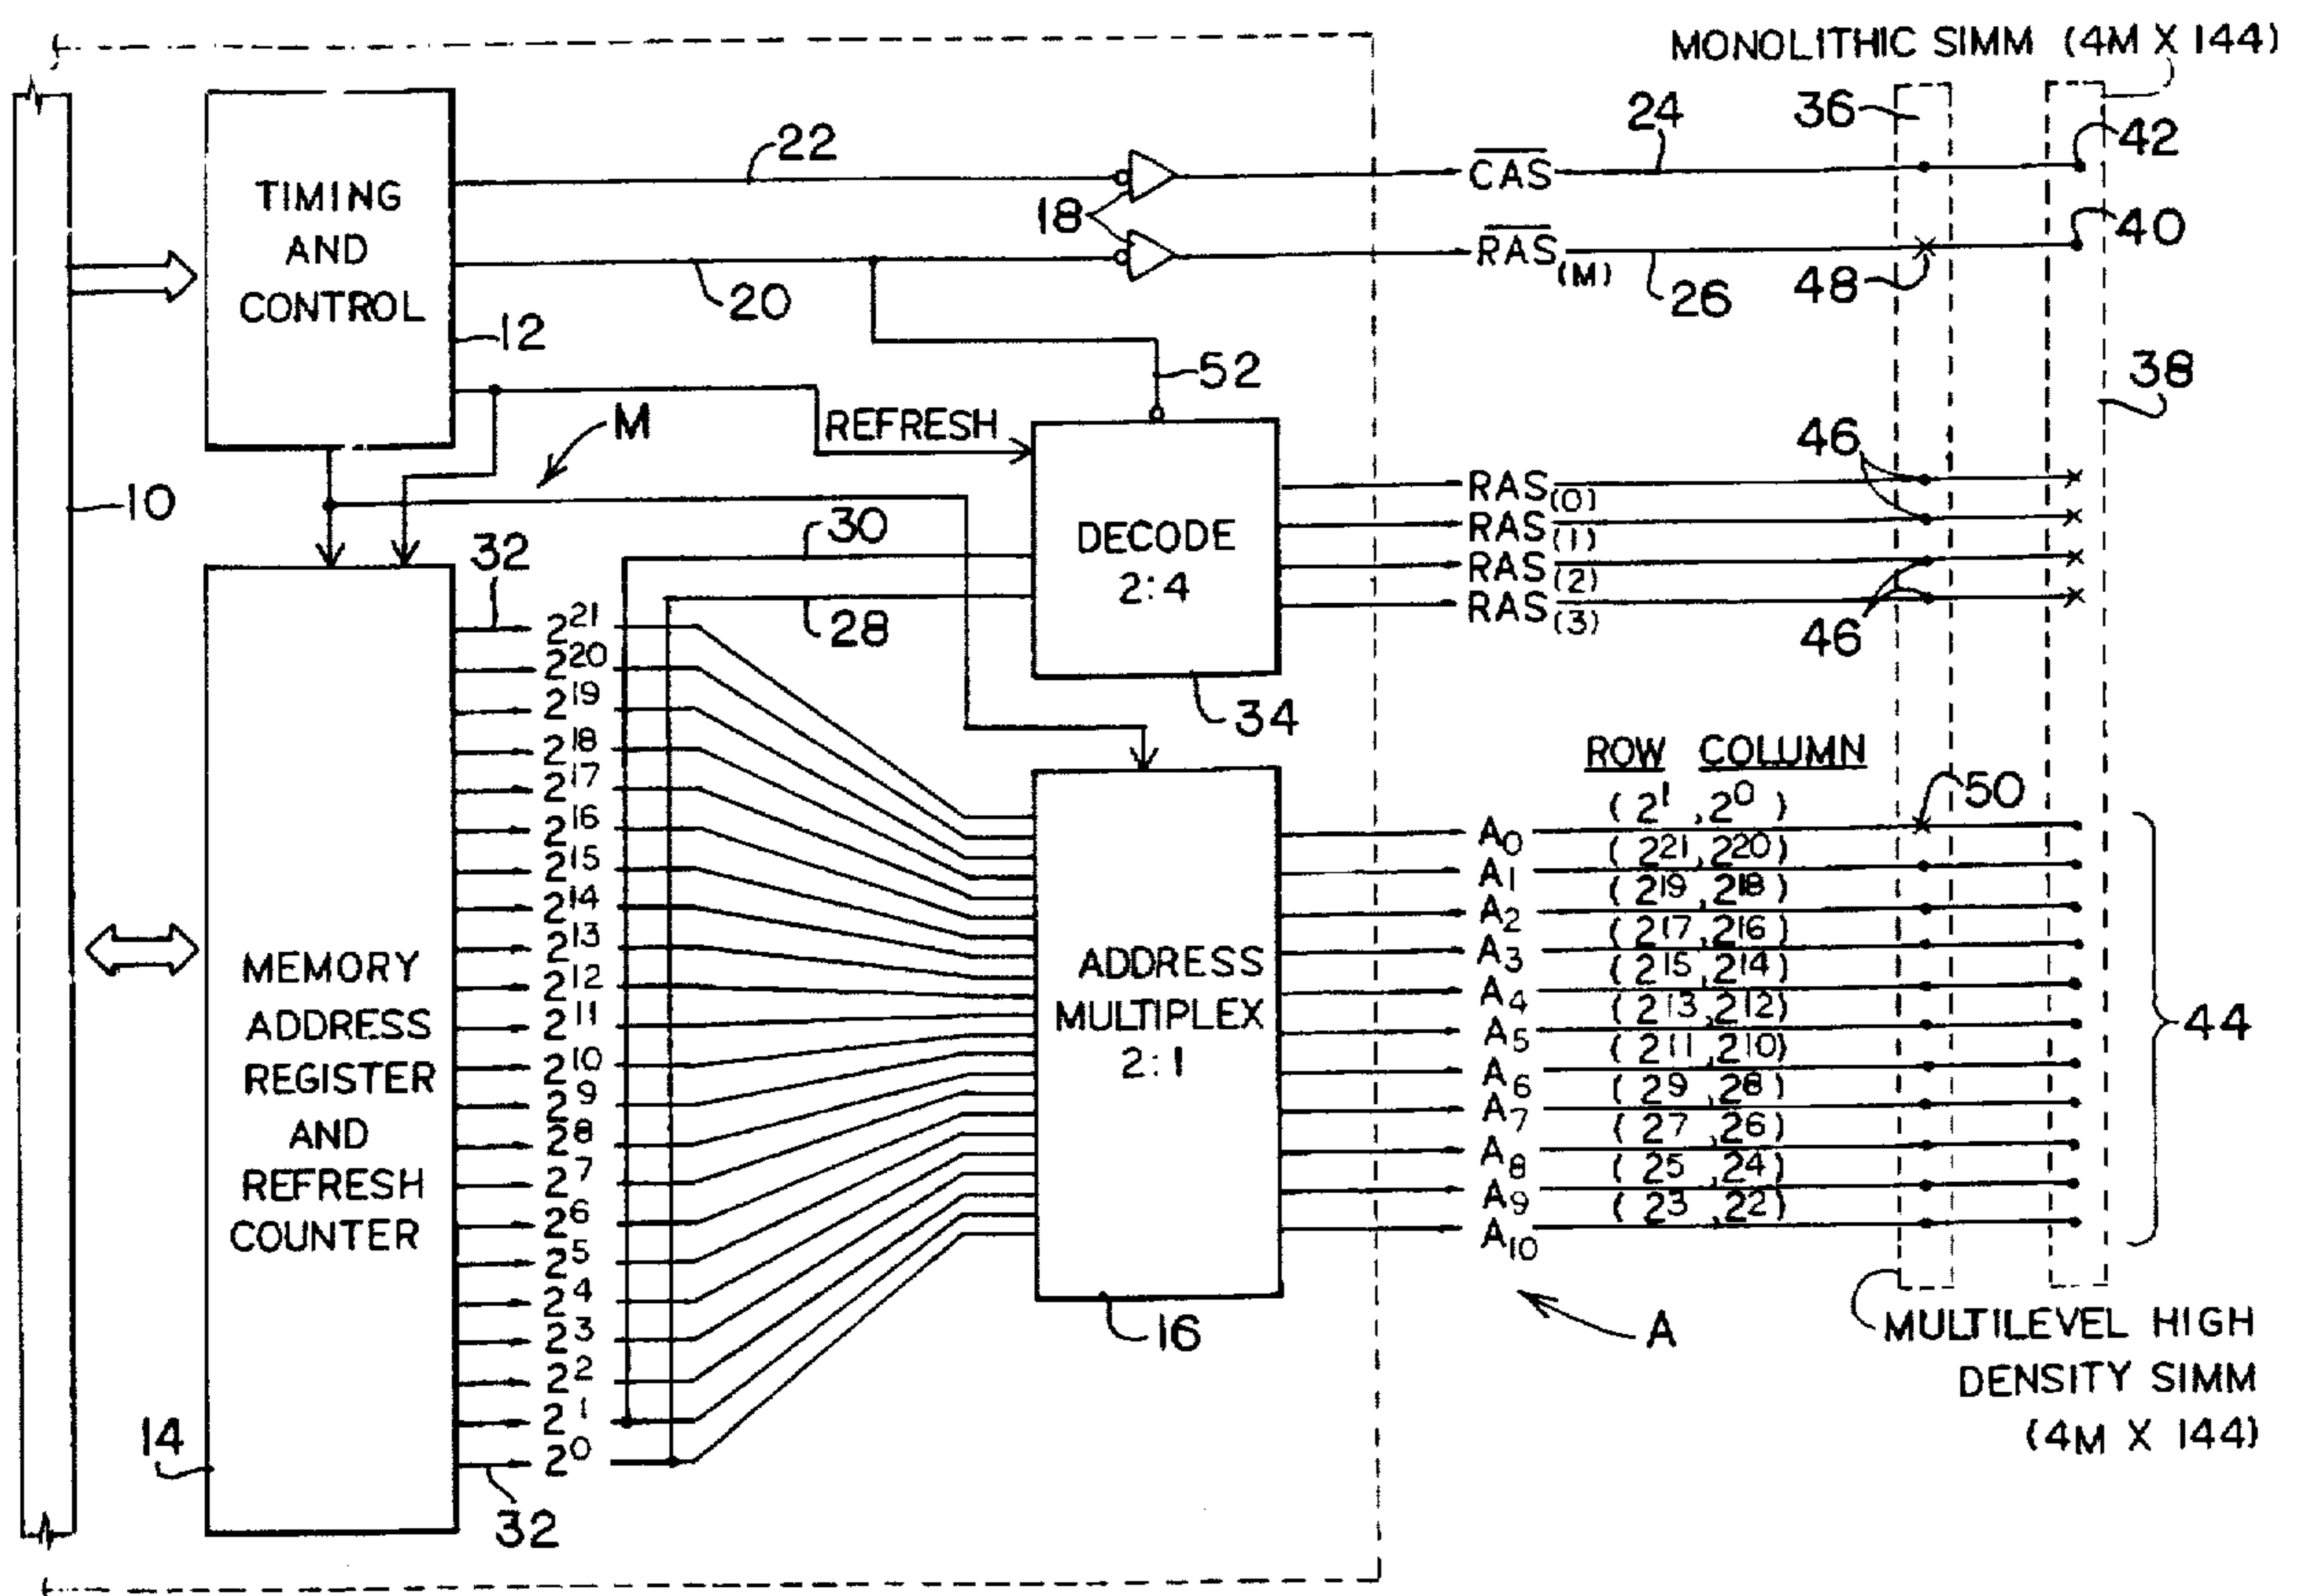 MONOLITHIC SIMM (4M X 144)
36
24
42
22
CAS
18
RAS(M)
40
TIMING
AND
CONTROL
20
26
48
12
52
38
REFRESH
M
46
10
30
RAS(0)
RAS(1)
RAS(2)
RAS(3)
DECODE
2:4
32
28
46
34
2^21
2^20
2^19
2^18
2^17
2^16
2^15
2^14
2^13
2^12
2^11
2^10
2^9
2^8
2^7
2^6
2^5
2^4
2^3
2^2
2^1
2^0
ROW COLUMN
50
A0 (2^1, 2^0)
A1 (2^21, 2^20)
A2 (2^19, 2^18)
A3 (2^17, 2^16)
A4 (2^15, 2^14)
A5 (2^13, 2^12)
A6 (2^11, 2^10)
A7 (2^9, 2^8)
A8 (2^7, 2^6)
A9 (2^5, 2^4)
A10 (2^3, 2^2)
44
MEMORY
ADDRESS
REGISTER
AND
REFRESH
COUNTER
ADDRESS
MULTIPLEX
2:1
16
A
MULTILEVEL HIGH
DENSITY SIMM
(4M X 144)
14
32